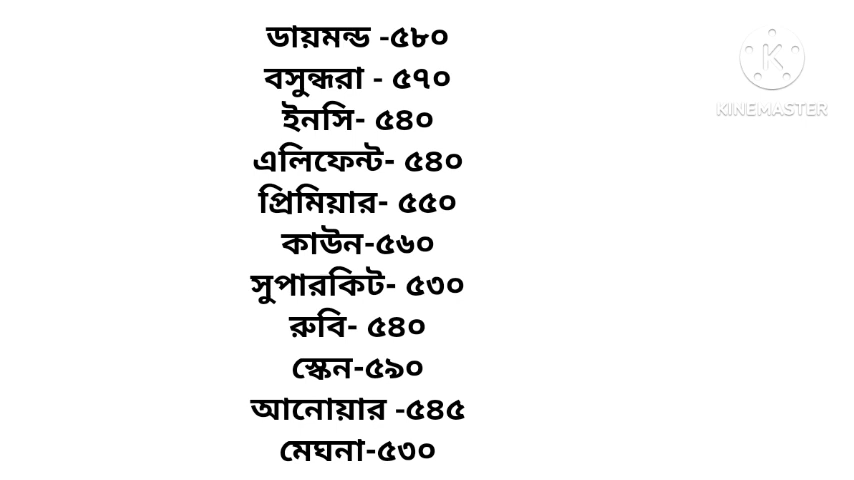 ডায়মন্ড -৫৮০
বসুন্ধরা - ৫৭০
ইনসি- ৫৪০
এলিফেন্ট- ৫৪০
প্রিমিয়ার- ৫৫০
কাউন-৫৬০
সুপারকিট- ৫৩০
রুবি- ৫৪০
স্কেন-৫৯০
আনোয়ার -৫৪৫
মেঘনা-৫৩০
KINEMASTER